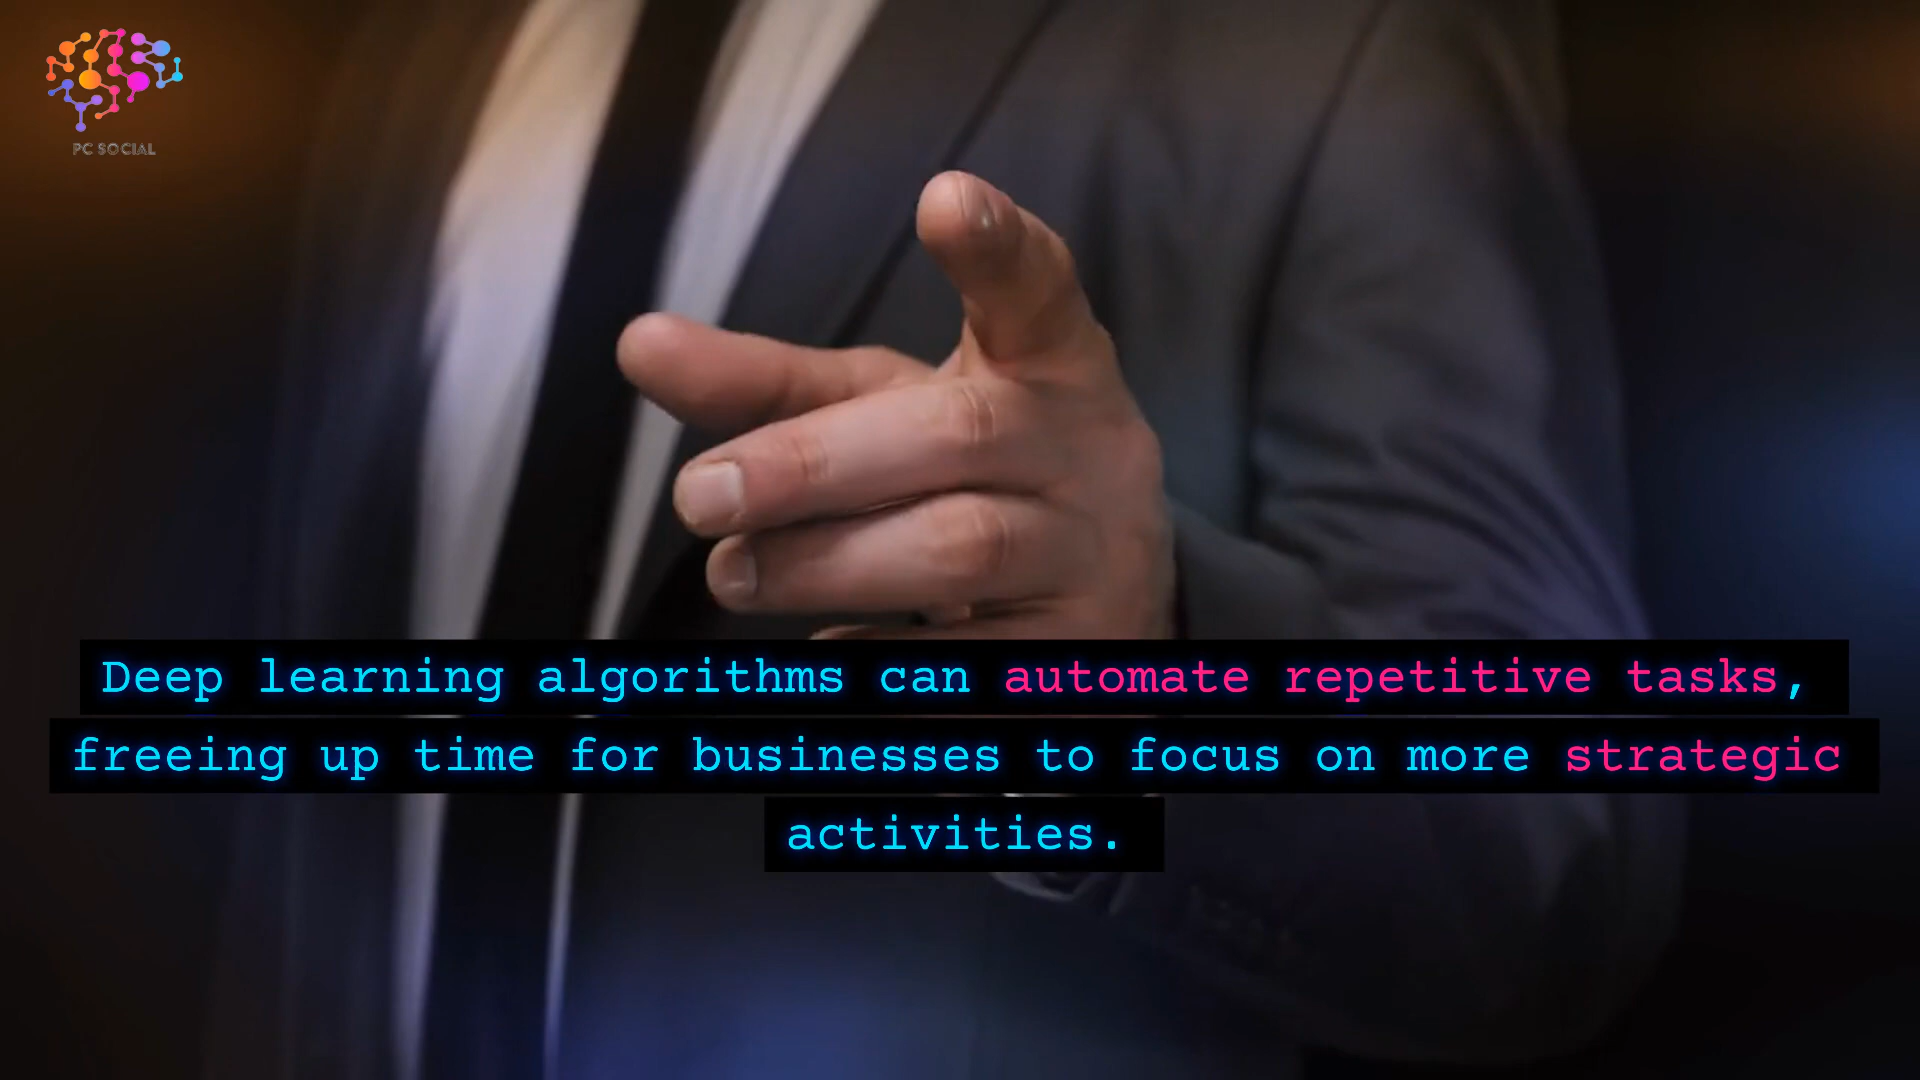 PC SOCIAL
Deep learning algorithms can automate repetitive tasks,
freeing up time for businesses to focus on more strategic
activities.